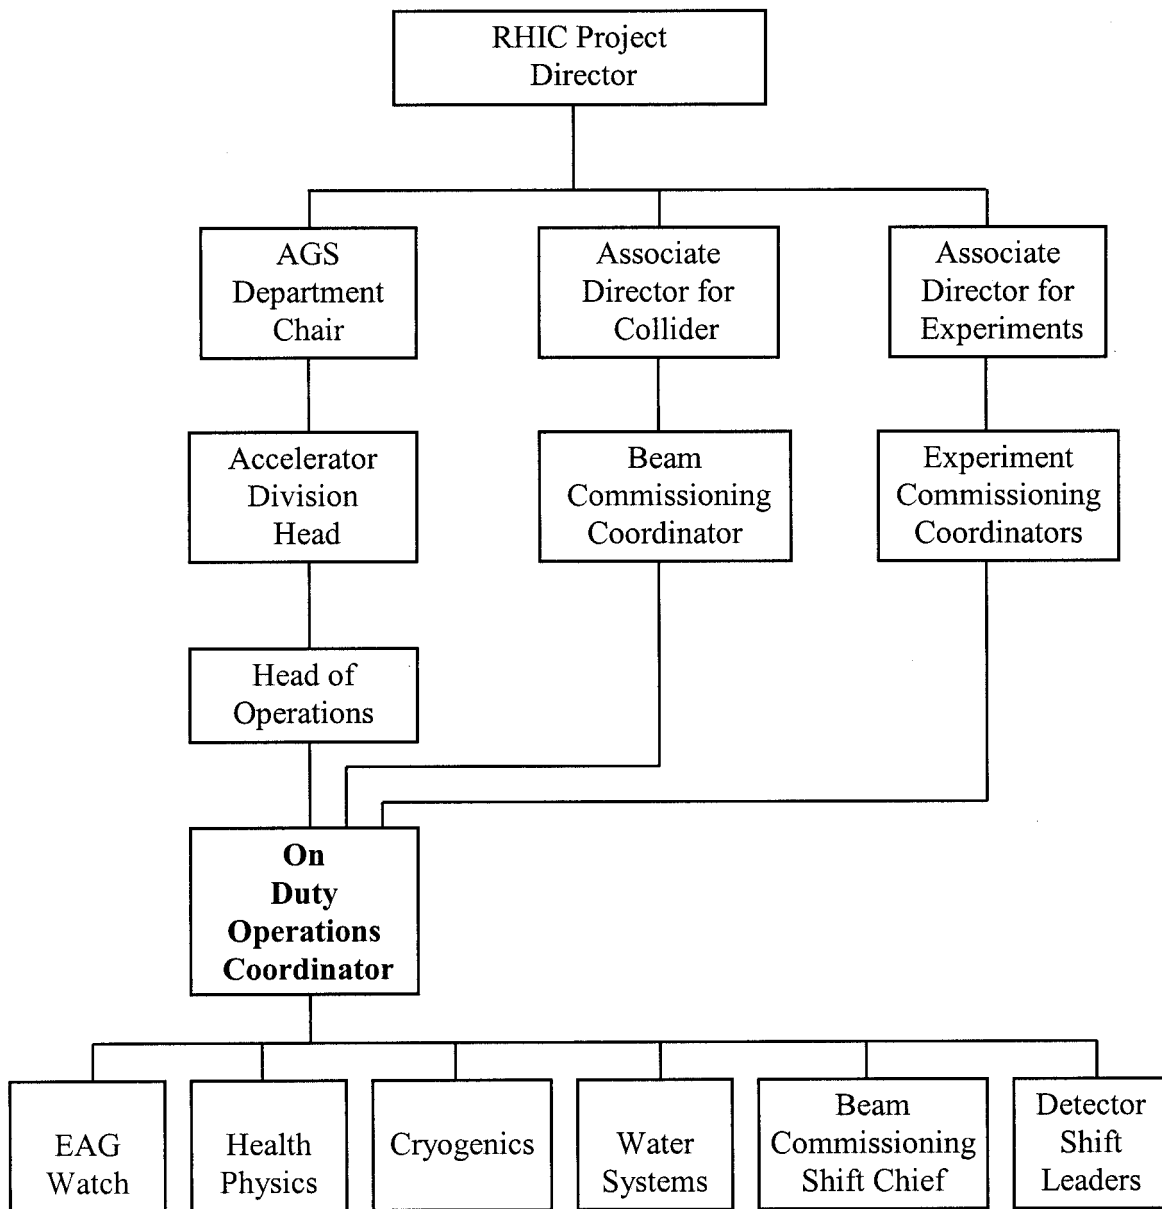 RHIC Project
Director
AGS
Department
Chair
Associate
Director for
Collider
Associate
Director for
Experiments
Accelerator
Division
Head
Beam
Commissioning
Coordinator
Experiment
Commissioning
Coordinators
Head of
Operations
On
Duty
Operations
Coordinator
EAG
Watch
Health
Physics
Cryogenics
Water
Systems
Beam
Commissioning
Shift Chief
Detector
Shift
Leaders